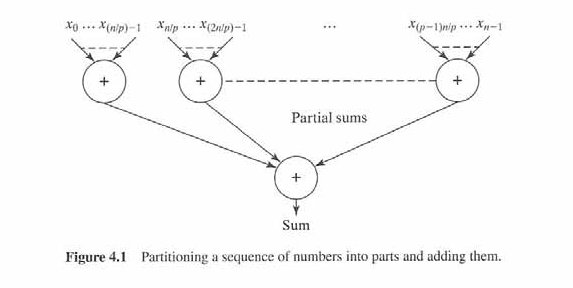 x₀ ⋯ x₍ₙ/ₚ₎₋₁ xₙ/ₚ ⋯ x₍₂ₙ/ₚ₎₋₁ ⋯ x₍ₚ₋₁₎ₙ/ₚ ⋯ xₙ₋₁
+ + +
Partial sums
+
Sum
Figure 4.1 Partitioning a sequence of numbers into parts and adding them.